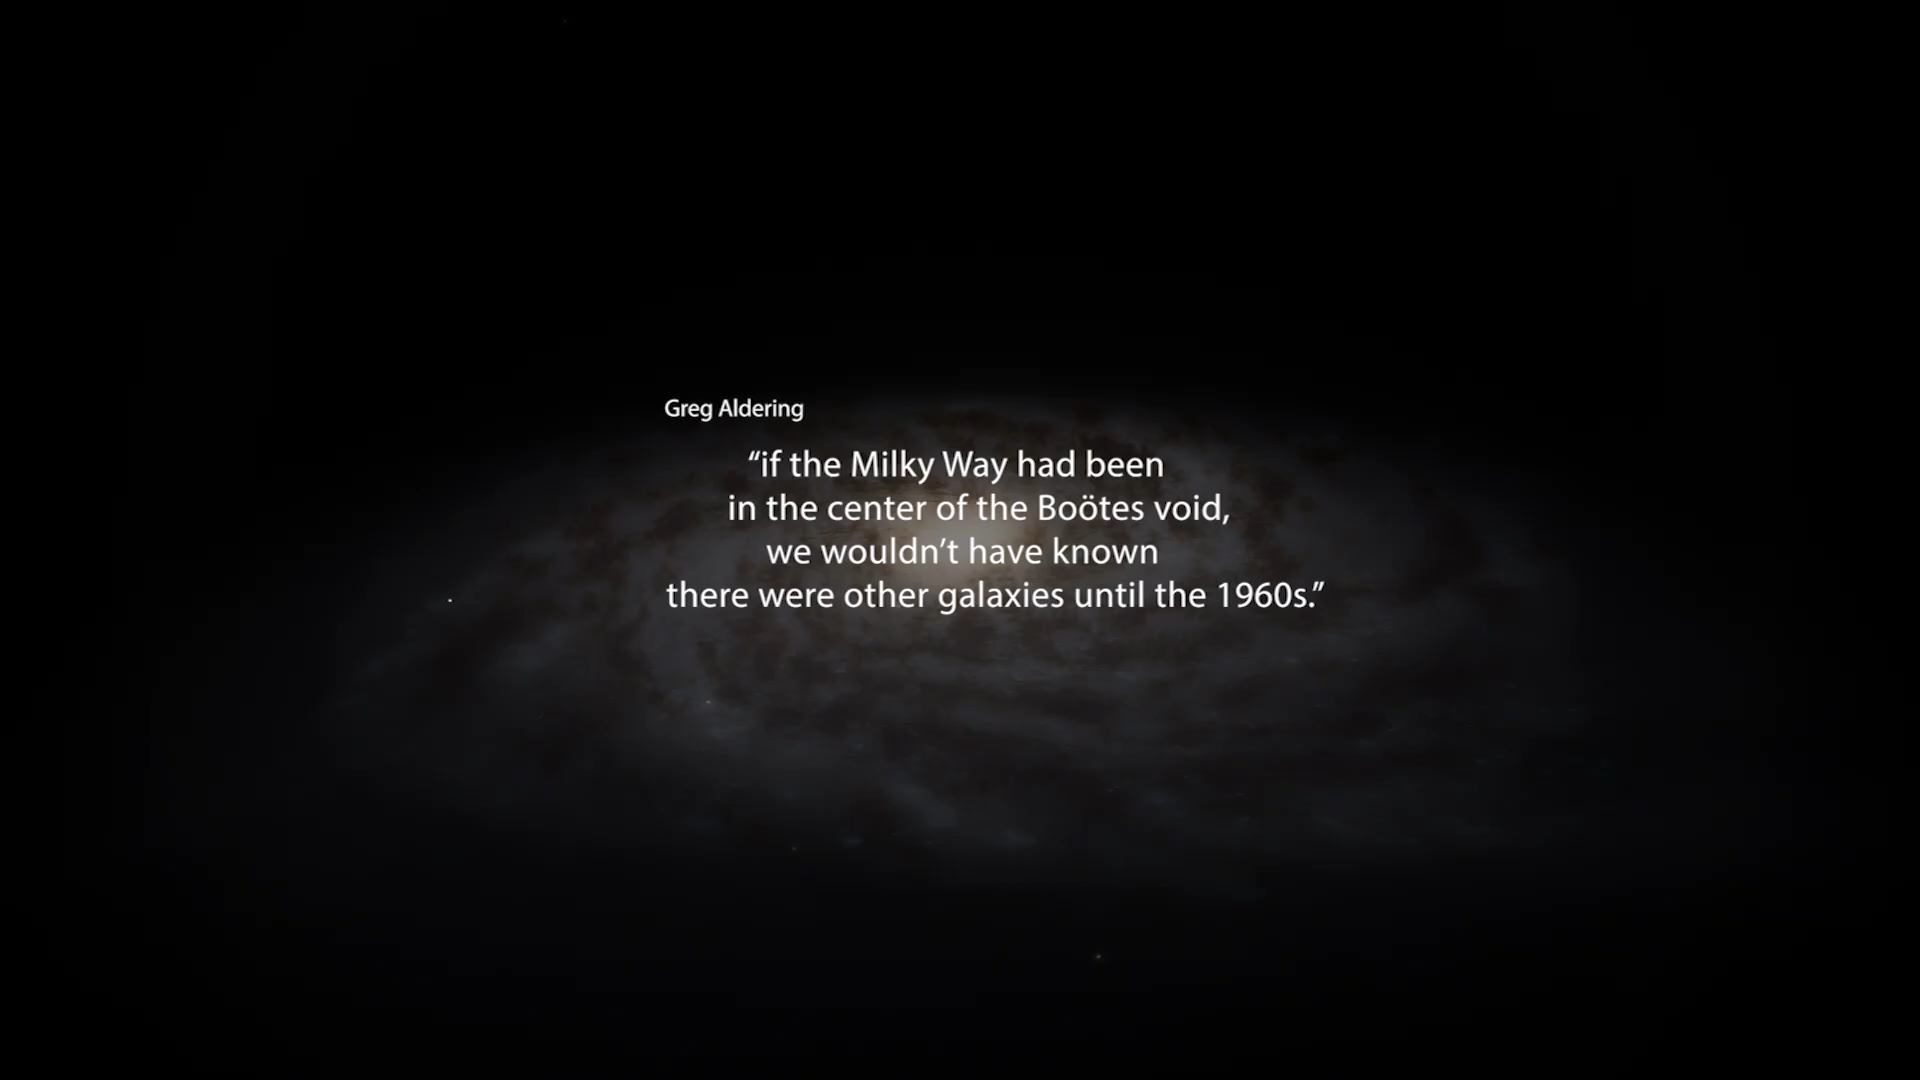 Greg Aldering
“if the Milky Way had been
in the center of the Boötes void,
we wouldn’t have known
there were other galaxies until the 1960s.”